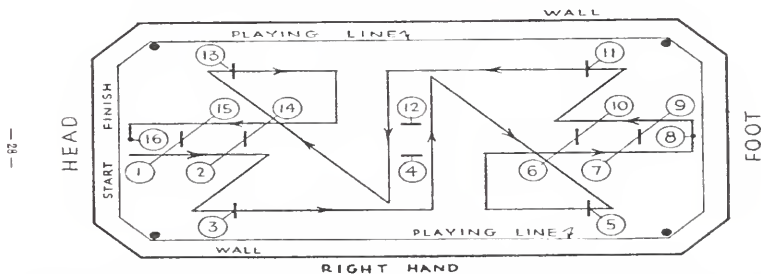 WALL
PLAYING LINE
13
11
FINISH
15
14
12
10
9
16
8
HEAD
FOOT
— 28 —
START
1
2
4
6
7
3
5
PLAYING LINE
WALL
RIGHT HAND